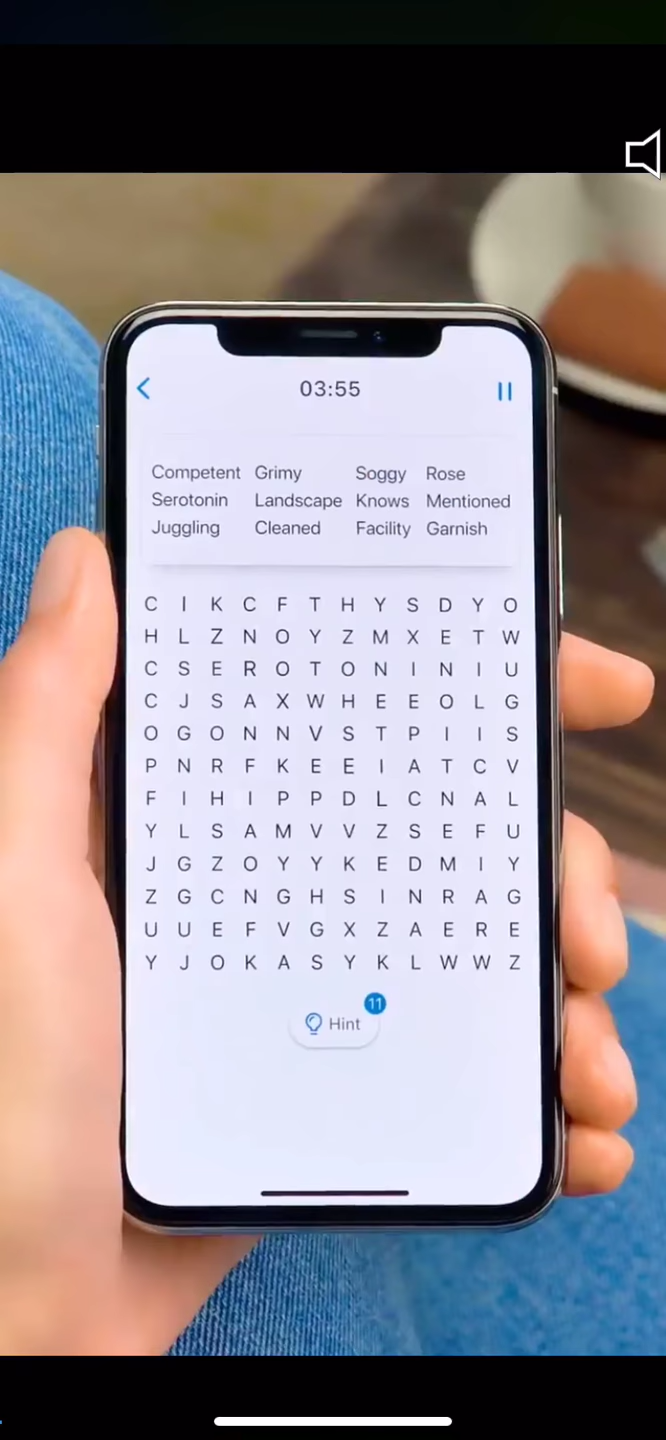 03:55
Competent Grimy Soggy Rose
Serotonin Landscape Knows Mentioned
Juggling Cleaned Facility Garnish
C I K C F T H Y S D Y O
H L Z N O Y Z M X E T W
C S E R O T O N I N I U
C J S A X W H E E O L G
O G O N N V S T P I I S
P N R F K E E I A T C V
F I H I P P D L C N A L
Y L S A M V V Z S E F U
J G Z O Y Y K E D M I Y
Z G C N G H S I N R A G
U U E F V G X Z A E R E
Y J O K A S Y K L W W Z
11
Hint